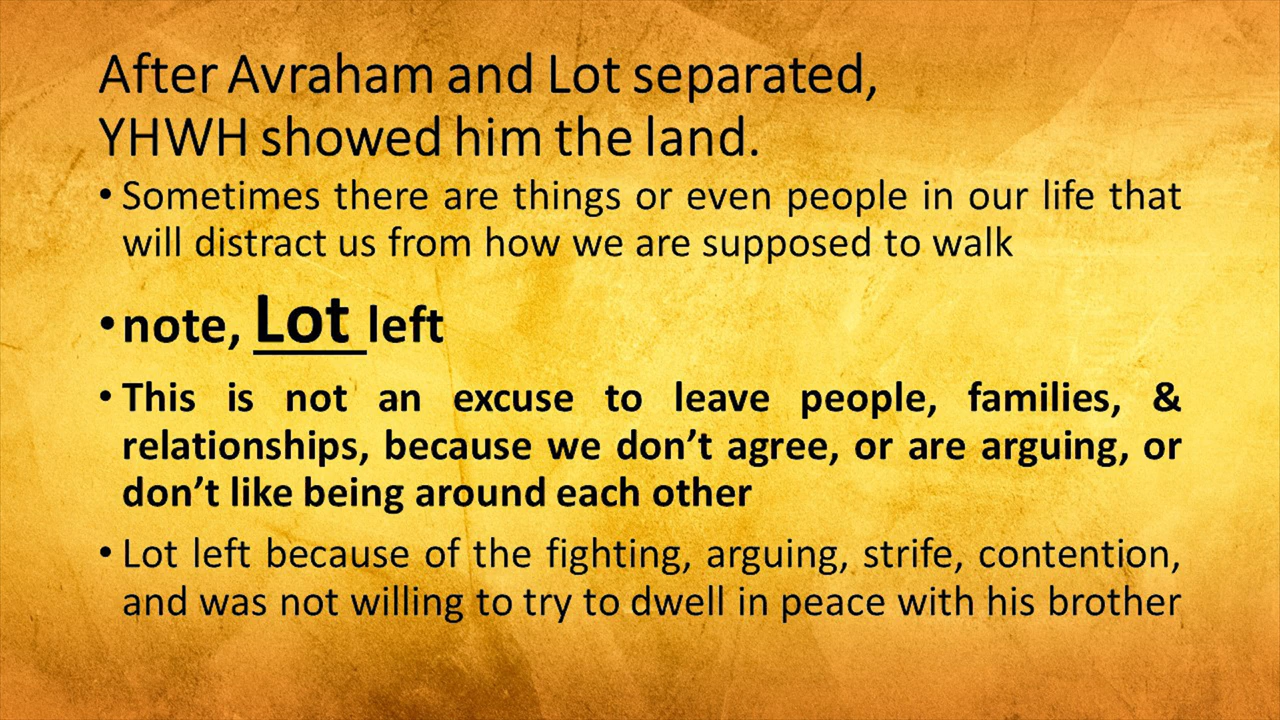 After Avraham and Lot separated,
YHWH showed him the land.
• Sometimes there are things or even people in our life that
will distract us from how we are supposed to walk
• note, Lot left
• This is not an excuse to leave people, families, &
relationships, because we don’t agree, or are arguing, or
don’t like being around each other
• Lot left because of the fighting, arguing, strife, contention,
and was not willing to try to dwell in peace with his brother